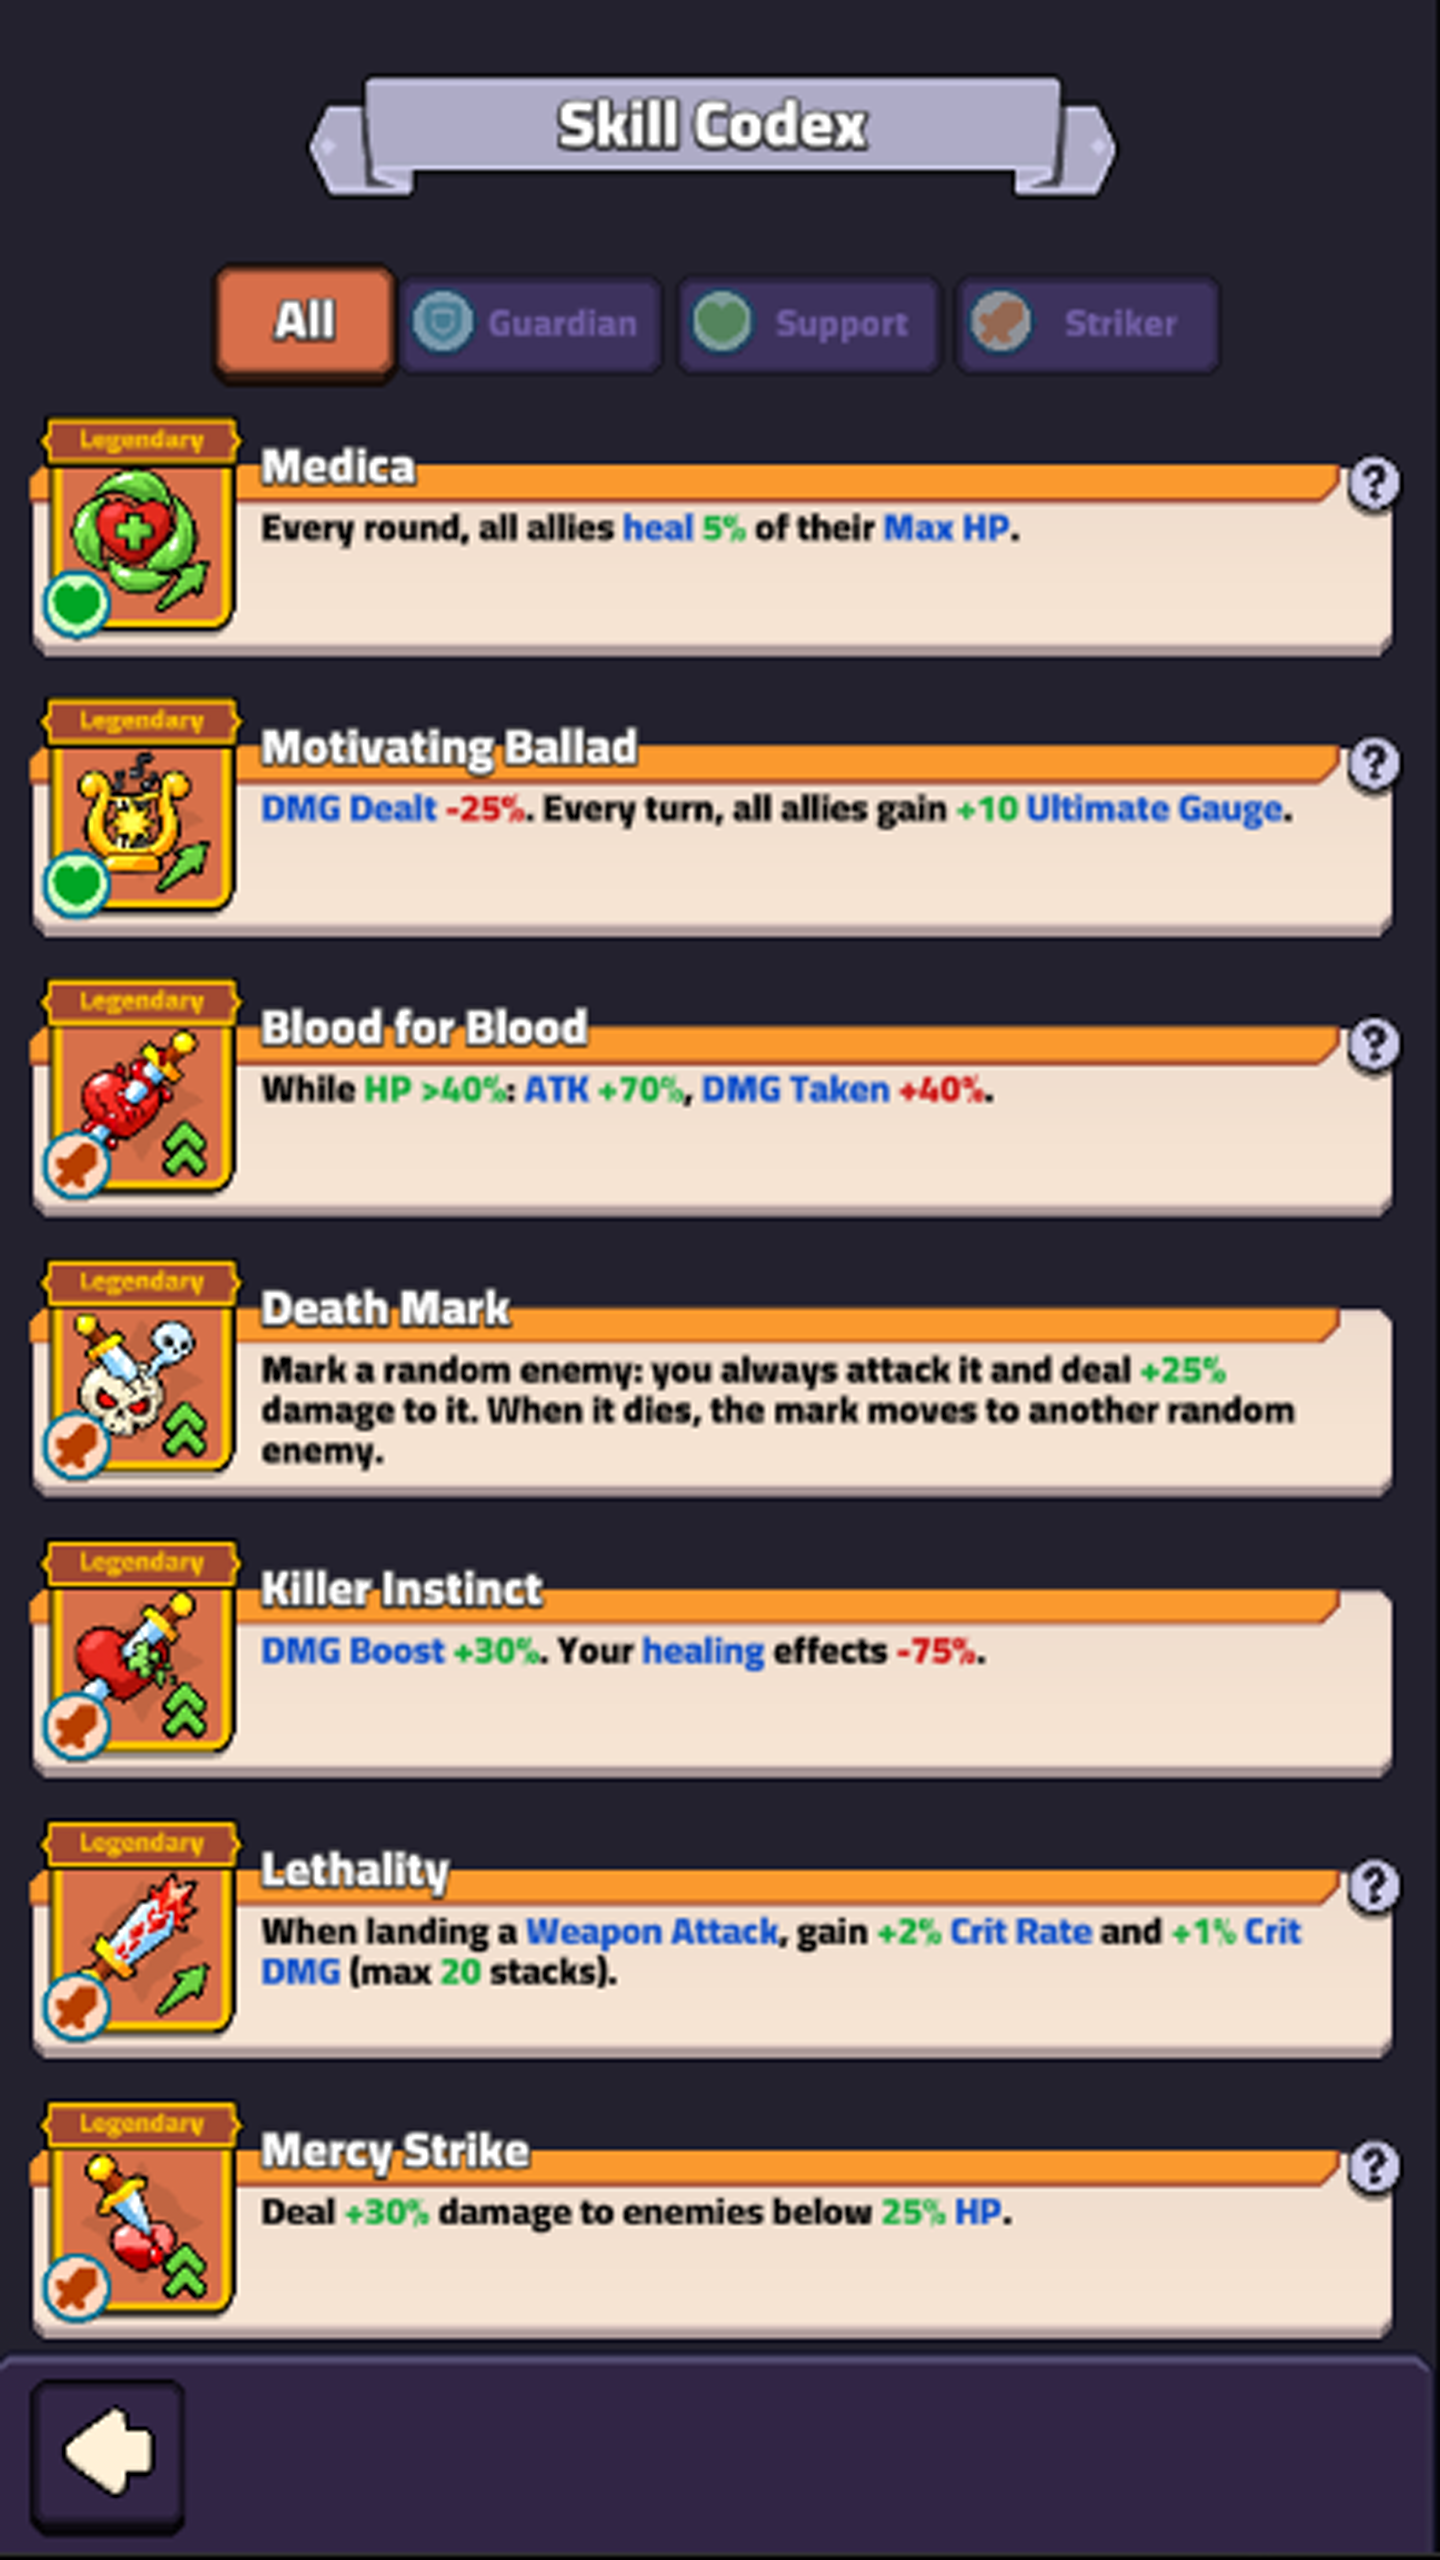 Skill Codex
All
Guardian
Support
Striker
Legendary
Medica
Every round, all allies heal 5% of their Max HP.
?
Legendary
Motivating Ballad
DMG Dealt -25%. Every turn, all allies gain +10 Ultimate Gauge.
?
Legendary
Blood for Blood
While HP >40%: ATK +70%, DMG Taken +40%.
?
Legendary
Death Mark
Mark a random enemy: you always attack it and deal +25%
damage to it. When it dies, the mark moves to another random
enemy.
Legendary
Killer Instinct
DMG Boost +30%. Your healing effects -75%.
Legendary
Lethality
When landing a Weapon Attack, gain +2% Crit Rate and +1% Crit
DMG (max 20 stacks).
?
Legendary
Mercy Strike
Deal +30% damage to enemies below 25% HP.
?